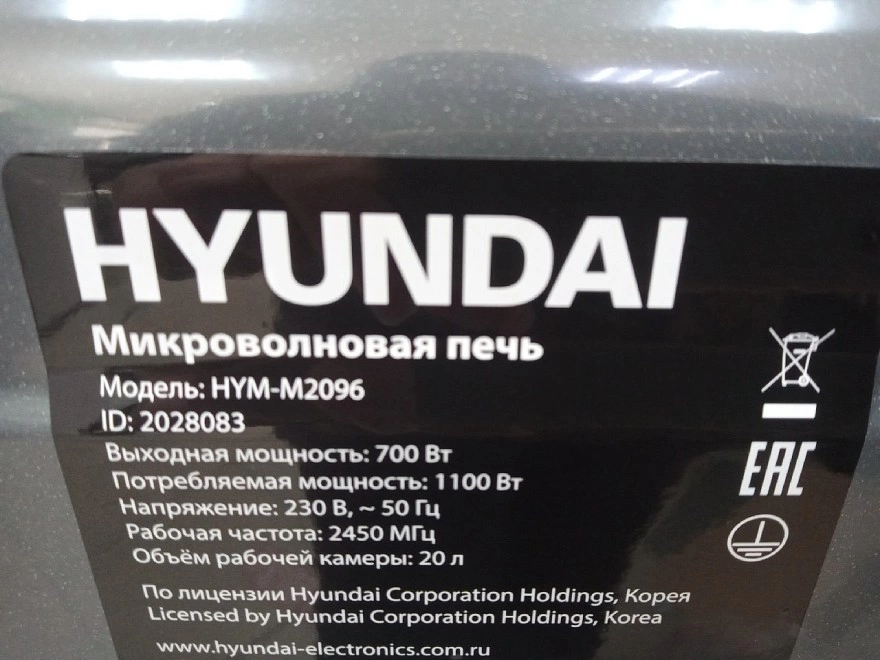 HYUNDAI
Микроволновая печь
Модель: HYM-M2096
ID: 2028083
Выходная мощность: 700 Вт
Потребляемая мощность: 1100 Вт
Напряжение: 230 В, ~ 50 Гц
Рабочая частота: 2450 МГц
Объём рабочей камеры: 20 л
EAC
По лицензии Hyundai Corporation Holdings, Корея
Licensed by Hyundai Corporation Holdings, Korea
www.hyundai-electronics.com.ru